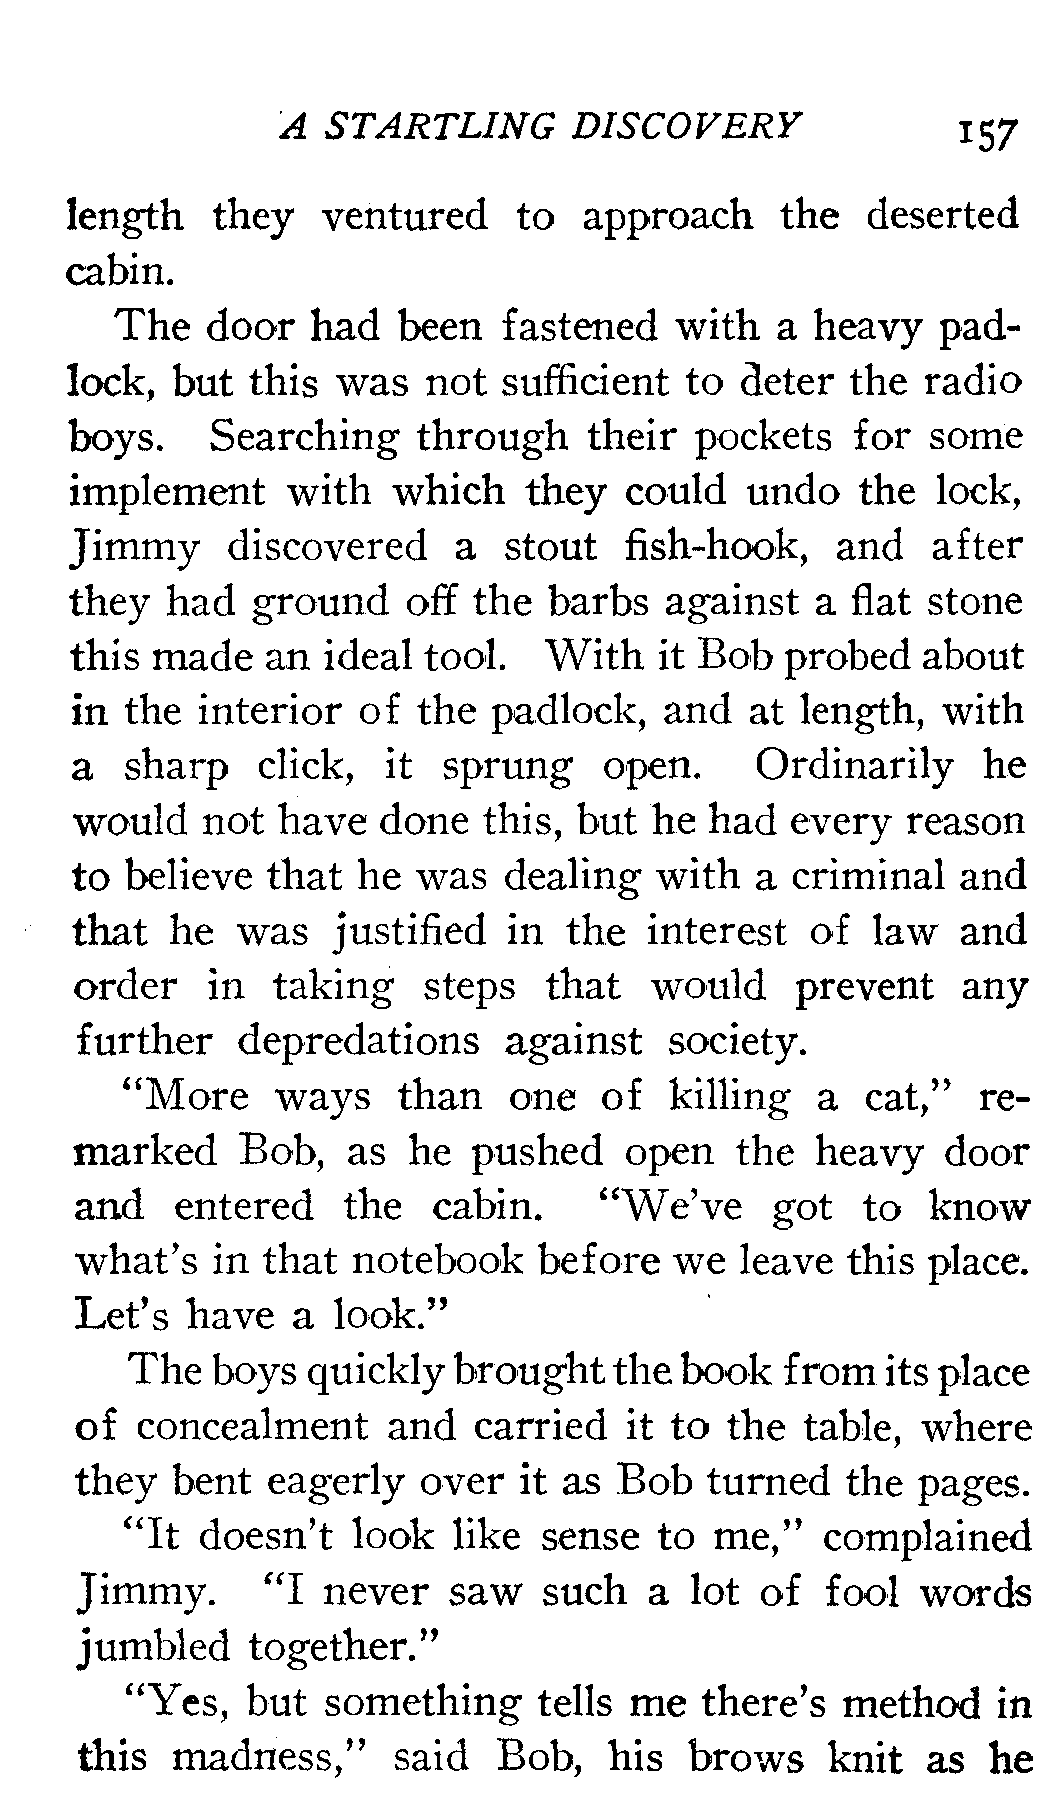 A STARTLING DISCOVERY 157
length they ventured to approach the deserted
cabin.
The door had been fastened with a heavy pad-
lock, but this was not sufficient to deter the radio
boys. Searching through their pockets for some
implement with which they could undo the lock,
Jimmy discovered a stout fish-hook, and after
they had ground off the barbs against a flat stone
this made an ideal tool. With it Bob probed about
in the interior of the padlock, and at length, with
a sharp click, it sprung open. Ordinarily he
would not have done this, but he had every reason
to believe that he was dealing with a criminal and
that he was justified in the interest of law and
order in taking steps that would prevent any
further depredations against society.
"More ways than one of killing a cat," re-
marked Bob, as he pushed open the heavy door
and entered the cabin. "We've got to know
what's in that notebook before we leave this place.
Let's have a look."
The boys quickly brought the book from its place
of concealment and carried it to the table, where
they bent eagerly over it as Bob turned the pages.
"It doesn't look like sense to me," complained
Jimmy. "I never saw such a lot of fool words
jumbled together."
"Yes, but something tells me there's method in
this madness," said Bob, his brows knit as he